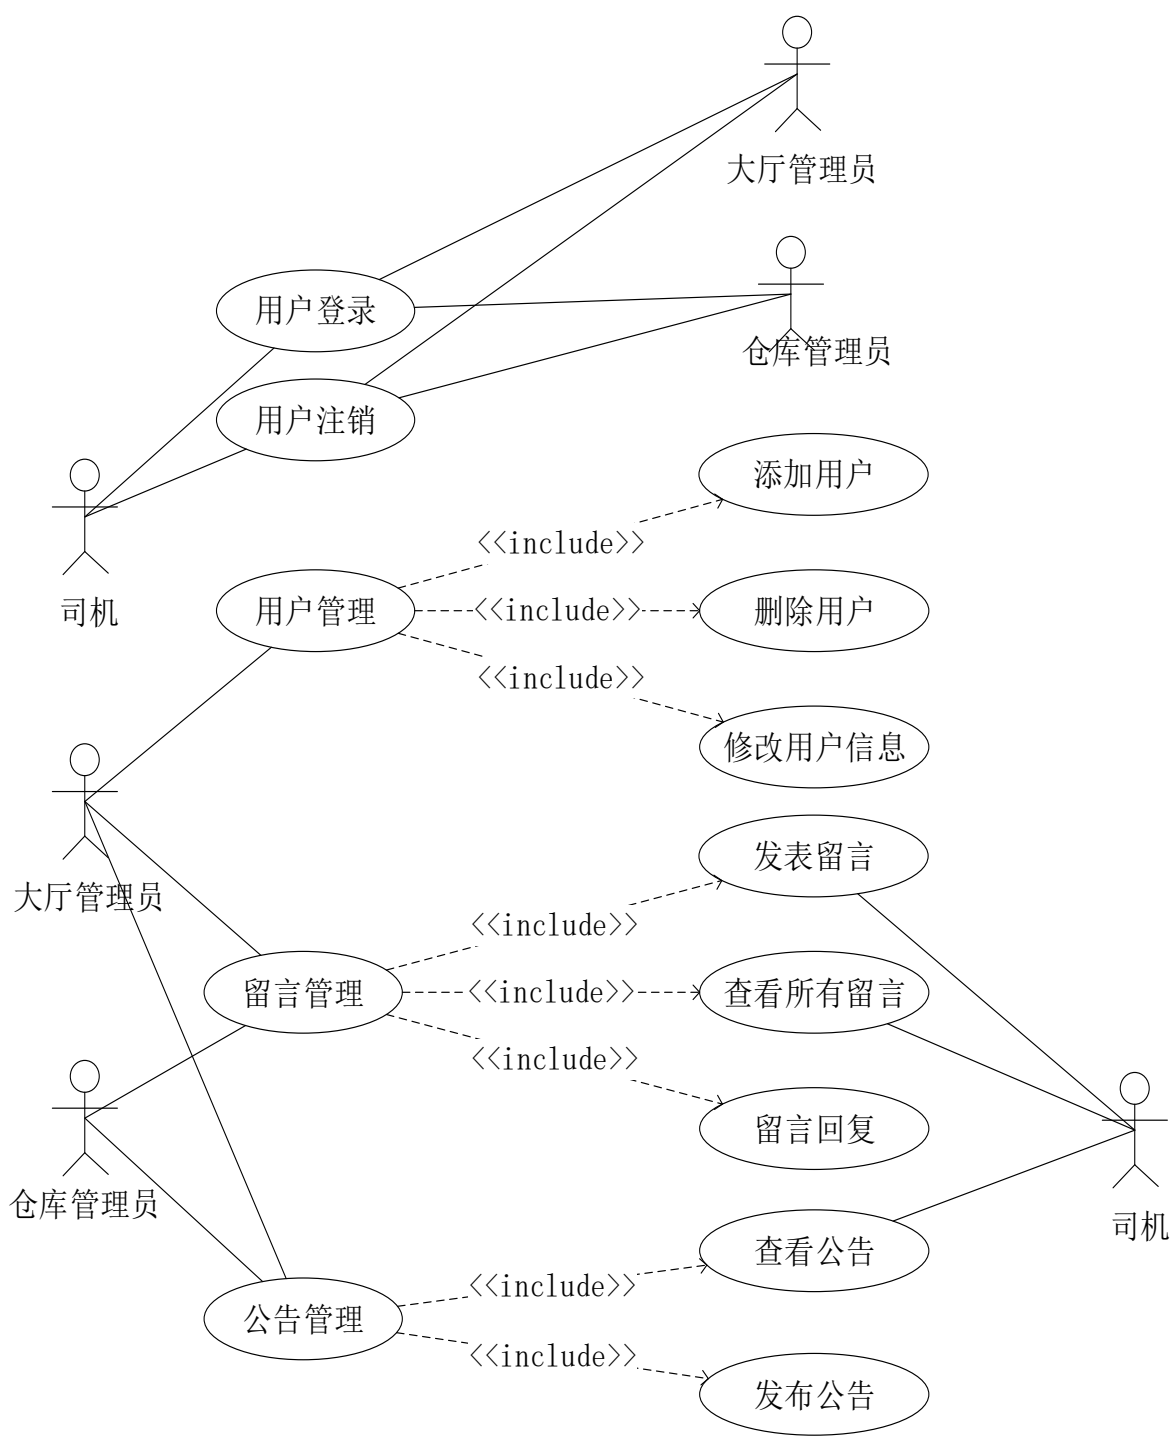 大厅管理员
用户登录
仓库管理员
用户注销
添加用户
<<include>>
司机
用户管理
<<include>>
删除用户
<<include>>
修改用户信息
发表留言
大厅管理员
<<include>>
留言管理
<<include>>
查看所有留言
<<include>>
留言回复
仓库管理员
司机
查看公告
<<include>>
公告管理
<<include>>
发布公告